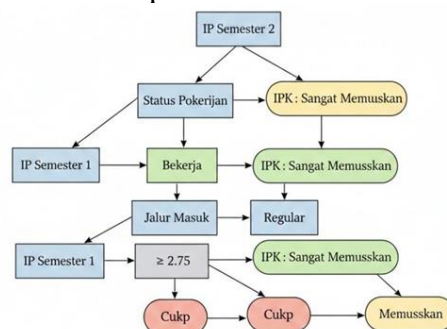 IP Semester 2
Status Pokerijan
IPK : Sangat Memuuskan
IP Semester 1
Bekerja
IPK : Sangat Memusskan
Jalur Masuk
Regular
IP Semester 1
≥ 2.75
IPK : Sangat Memusskan
Cukp
Cukp
Memusskan